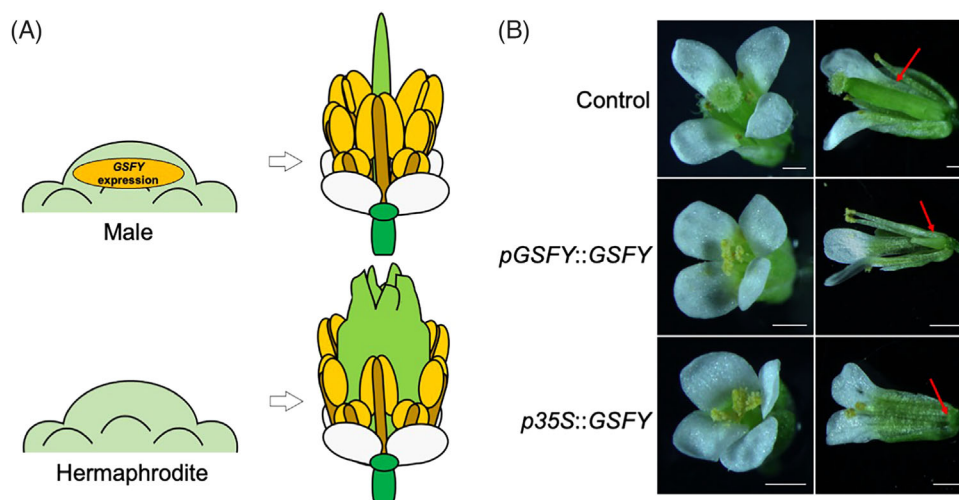 (A)
GSFY
expression
Male
Hermaphrodite
(B)
Control
pGSFY::GSFY
p35S::GSFY